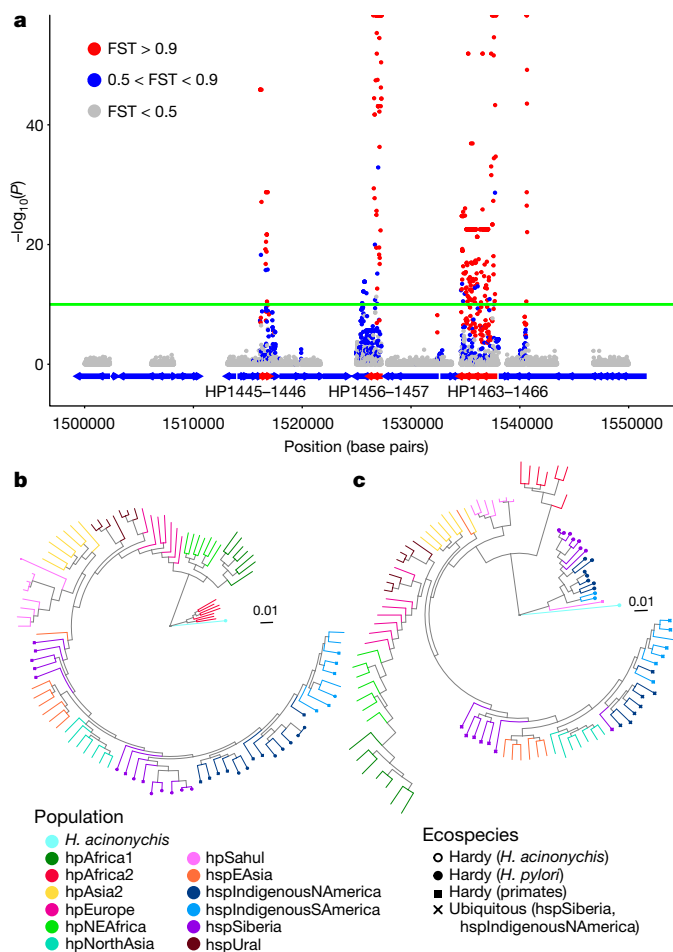 a
FST > 0.9
0.5 < FST < 0.9
FST < 0.5
−log10(P)
40
20
0
HP1445–1446
HP1456–1457
HP1463–1466
1500000
1510000
1520000
1530000
1540000
1550000
Position (base pairs)
b
0.01
c
0.01
Population
H. acinonychis
hpAfrica1
hpAfrica2
hpAsia2
hpEurope
hpNEAfrica
hpNorthAsia
hpSahul
hspEAsia
hspIndigenousNAmerica
hspIndigenousSAmerica
hspSiberia
hspUral
Ecospecies
Hardy (H. acinonychis)
Hardy (H. pylori)
Hardy (primates)
Ubiquitous (hspSiberia,
hspIndigenousNAmerica)